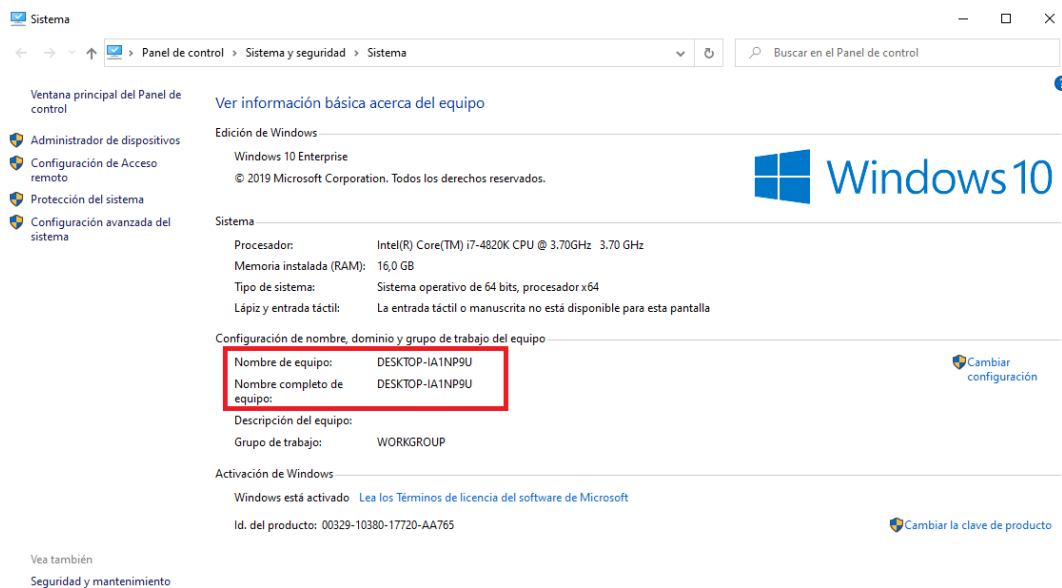 Sistema
Panel de control > Sistema y seguridad > Sistema
Buscar en el Panel de control
Ventana principal del Panel de
control
Administrador de dispositivos
Configuración de Acceso
remoto
Protección del sistema
Configuración avanzada del
sistema
Ver información básica acerca del equipo
Edición de Windows
Windows 10 Enterprise
© 2019 Microsoft Corporation. Todos los derechos reservados.
Windows 10
Sistema
Procesador: Intel(R) Core(TM) i7-4820K CPU @ 3.70GHz 3.70 GHz
Memoria instalada (RAM): 16,0 GB
Tipo de sistema: Sistema operativo de 64 bits, procesador x64
Lápiz y entrada táctil: La entrada táctil o manuscrita no está disponible para esta pantalla
Configuración de nombre, dominio y grupo de trabajo del equipo
Nombre de equipo: DESKTOP-IA1NP9U
Nombre completo de DESKTOP-IA1NP9U
equipo:
Cambiar
configuración
Descripción del equipo:
Grupo de trabajo: WORKGROUP
Activación de Windows
Windows está activado Lea los Términos de licencia del software de Microsoft
Id. del producto: 00329-10380-17720-AA765
Cambiar la clave de producto
Vea también
Seguridad y mantenimiento